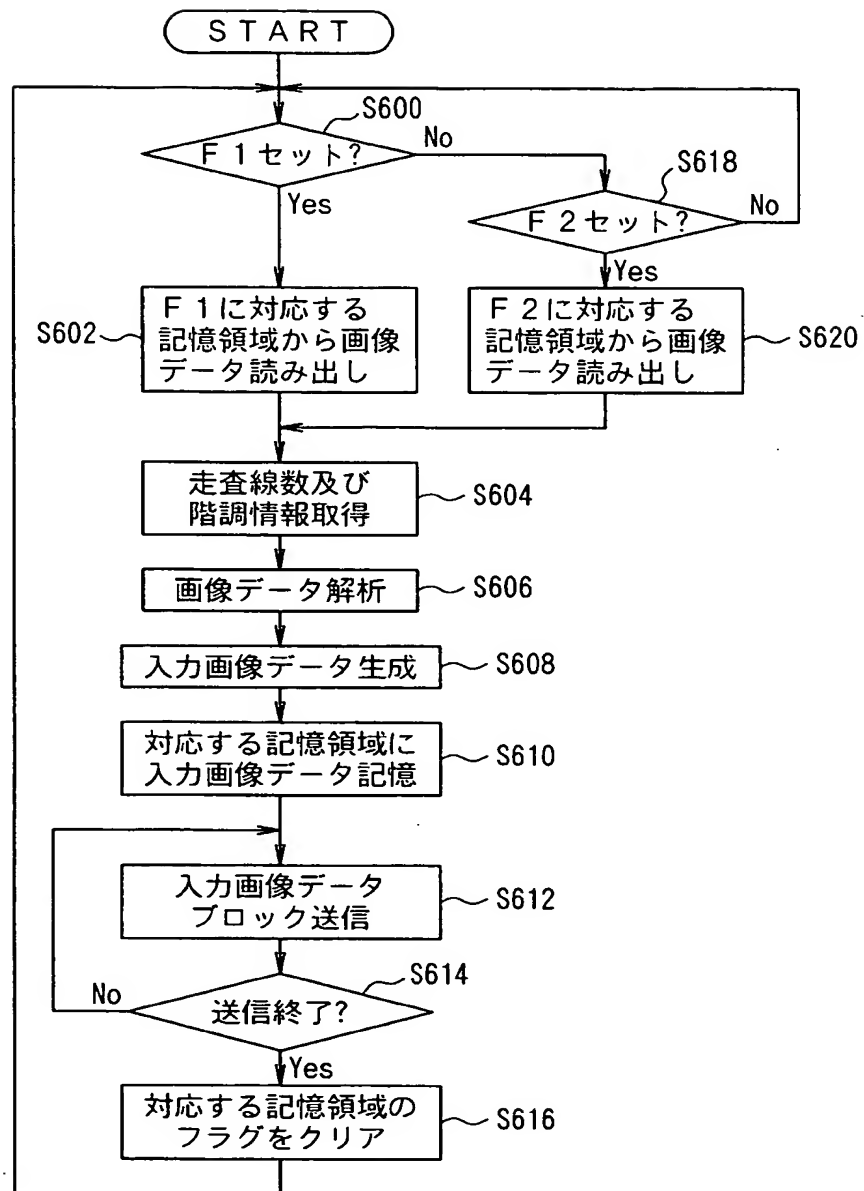 START
S600
F1セット?
No
S618
Yes
F2セット?
No
Yes
S602
F1に対応する
記憶領域から画像
データ読み出し
F2に対応する
記憶領域から画像
データ読み出し
S620
走査線数及び
階調情報取得
S604
画像データ解析
S606
入力画像データ生成
S608
対応する記憶領域に
入力画像データ記憶
S610
入力画像データ
ブロック送信
S612
S614
No
送信終了?
Yes
対応する記憶領域の
フラグをクリア
S616